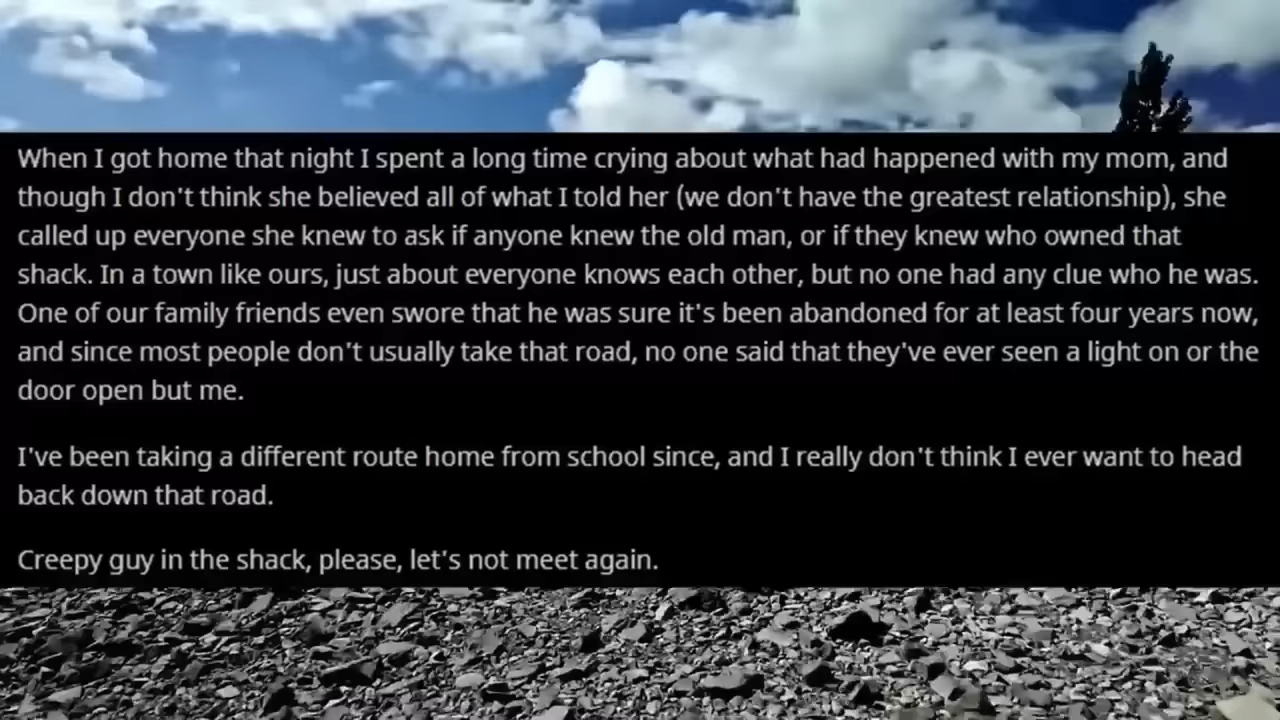 When I got home that night I spent a long time crying about what had happened with my mom, and
though I don't think she believed all of what I told her (we don't have the greatest relationship), she
called up everyone she knew to ask if anyone knew the old man, or if they knew who owned that
shack. In a town like ours, just about everyone knows each other, but no one had any clue who he was.
One of our family friends even swore that he was sure it's been abandoned for at least four years now,
and since most people don't usually take that road, no one said that they've ever seen a light on or the
door open but me.
I've been taking a different route home from school since, and I really don't think I ever want to head
back down that road.
Creepy guy in the shack, please, let's not meet again.